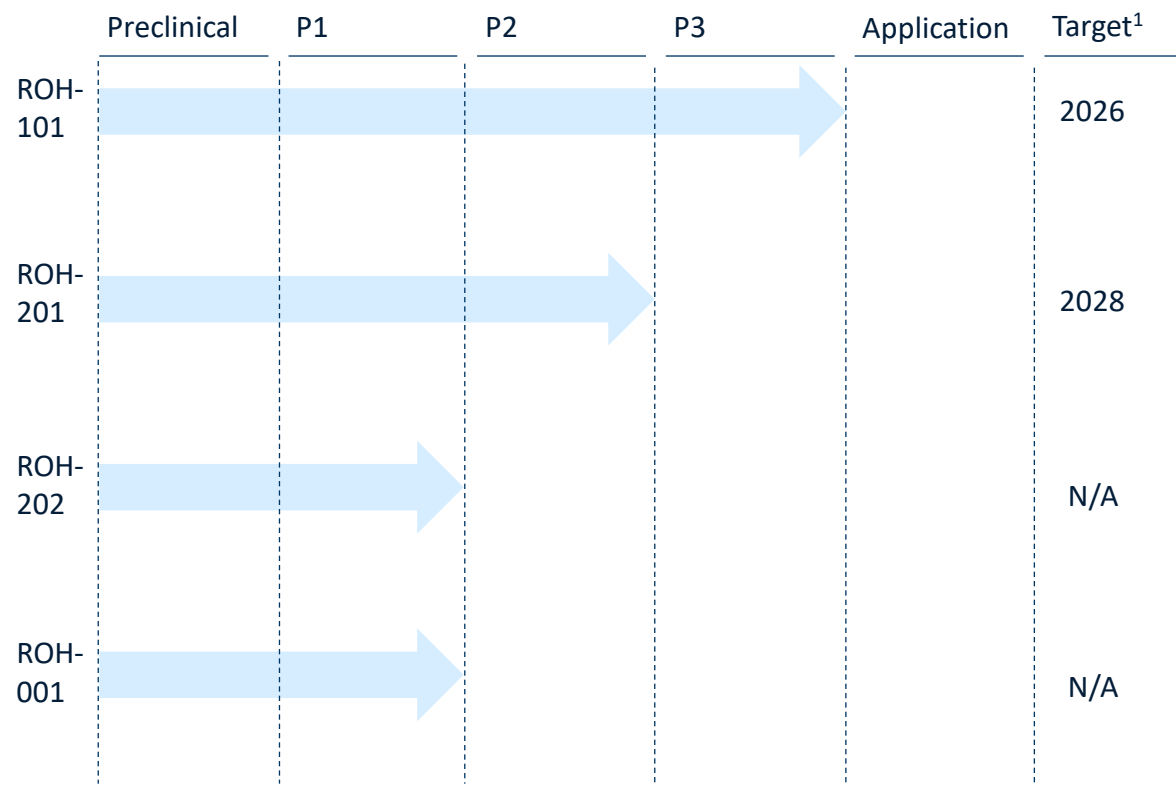 Preclinical P1 P2 P3 Application Target¹
ROH-
101
2026
ROH-
201
2028
ROH-
202
N/A
ROH-
001
N/A